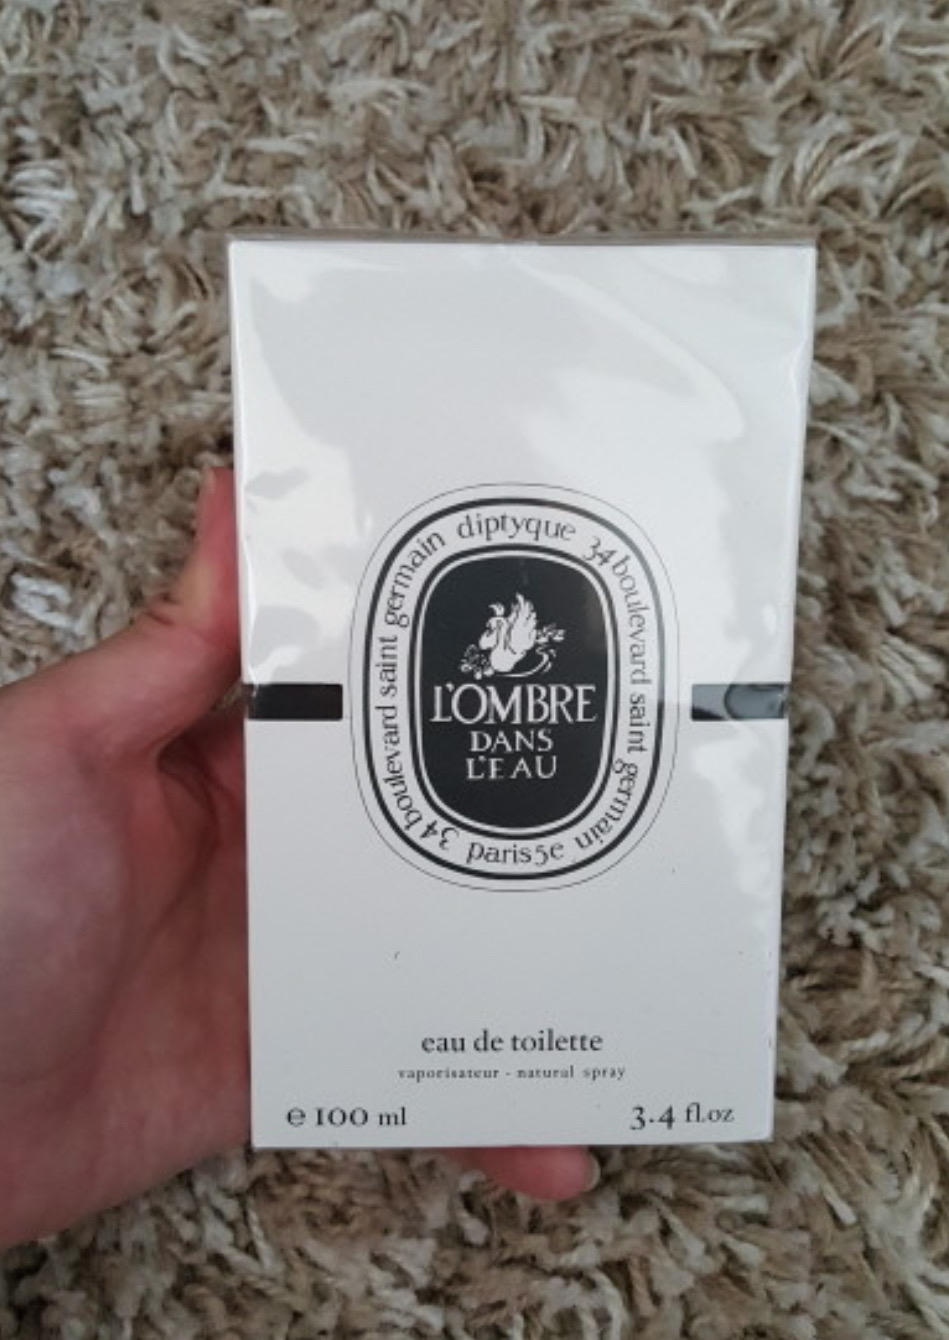 diptyque 34 boulevard saint germain paris 5e 34 boulevard saint germain
L'OMBRE
DANS
L'EAU
eau de toilette
vaporisateur - natural spray
e 100 ml
3.4 fl.oz